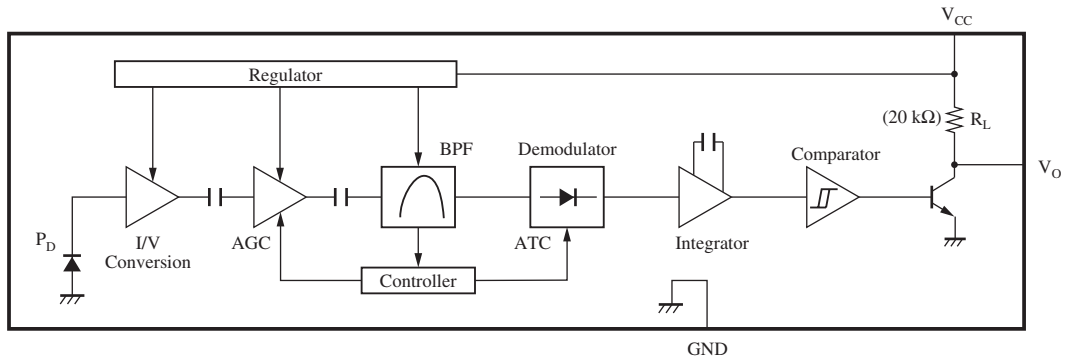 V_CC
Regulator
(20 kΩ) R_L
BPF
Demodulator
Comparator
V_O
P_D
I/V
Conversion
AGC
ATC
Integrator
Controller
GND